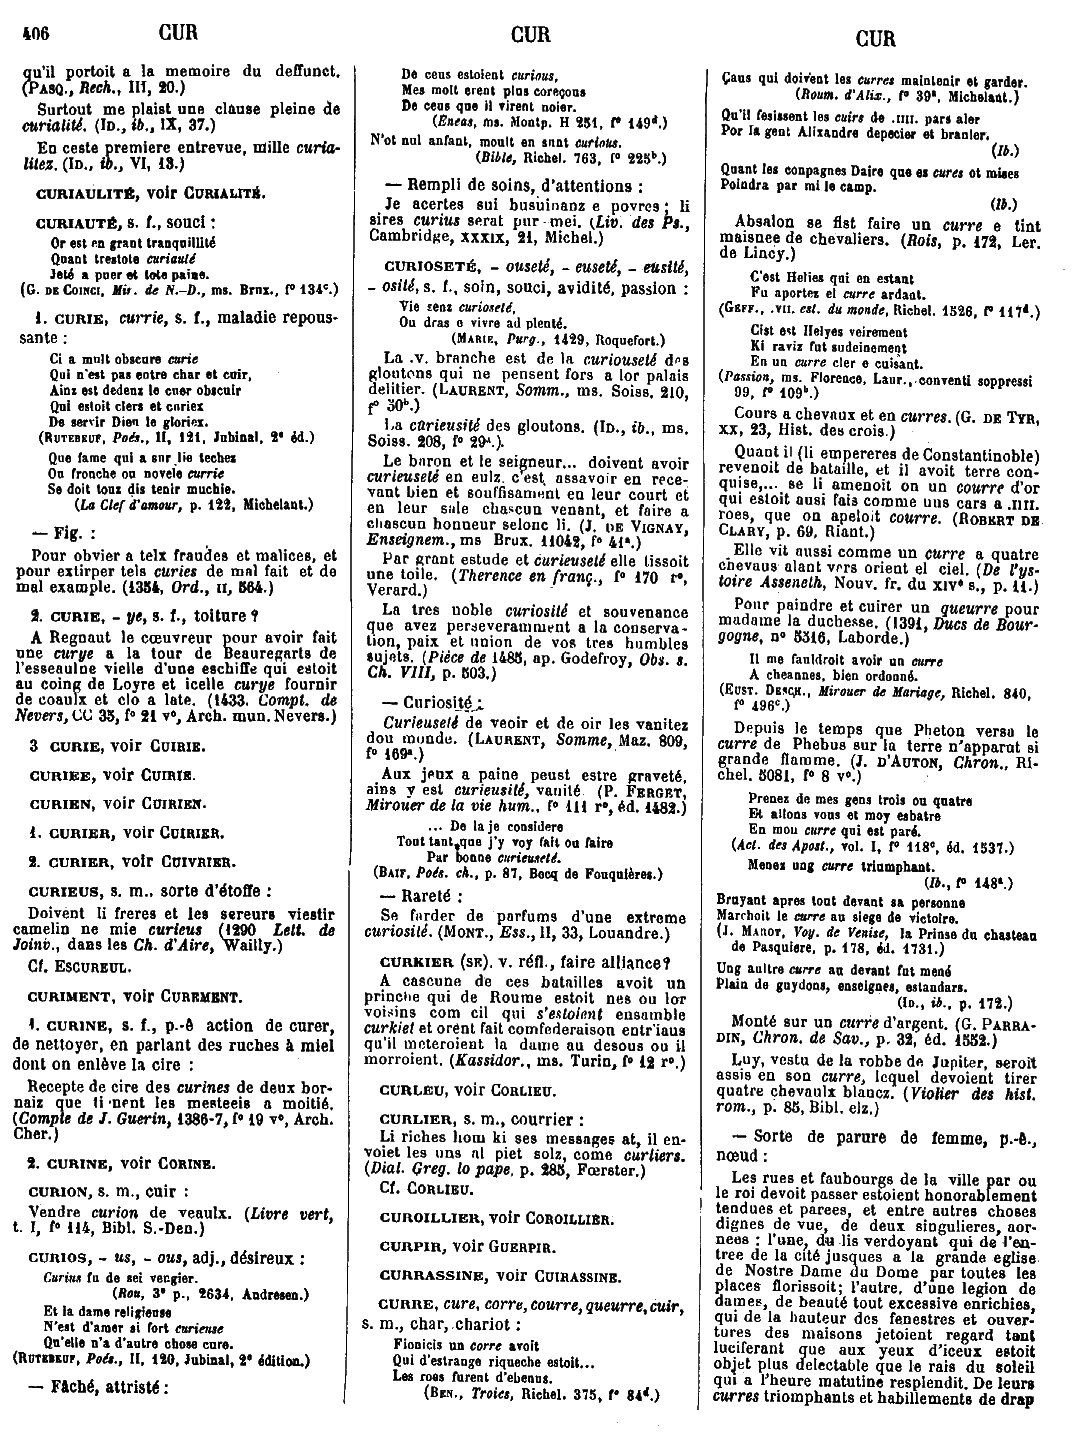 406
CUR
CUR
CUR
qu'il portoit a la memoire du deffunct.
(PASQ., Rech., III, 20.)
Surtout me plaist une clause pleine de
curialité. (ID., ib., IX, 37.)
En ceste premiere entrevue, mille curia-
litez. (ID., ib., VI, 18.)
CURIAULITÉ, voir CURIALITÉ.
CURIAUTÉ, s. f., souci :
Or est en grant tranquillité
Quant trestote curiauté
Jeté a puer et tote paine.
(G. DE COINCI, Mir. de N.-D., ms. Brux., f° 134c.)
1. CURIE, currie, s. f., maladie repous-
sante :
Ci a mult obscure curie
Qui n'est pas entre char et cuir,
Ainz est dedenz le cuer obscuir
Qui estoit clers et curiex
De servir Dieu le gloriex.
(RUTEBEUF, Poés., II, 121, Jubinal, 2e éd.)
Que fame qui a sur lie teches
Ou fronche ou novele currie
Se doit touz dis tenir muchie.
(La Clef d'amour, p. 122, Michelant.)
— Fig. :
Pour obvier a telx fraudes et malices, et
pour extirper tels curies de mal fait et de
mal example. (1354, Ord., II, 564.)
2. CURIE, - ye, s. f., toiture ?
A Regnaut le cœuvreur pour avoir fait
une curye a la tour de Beauregarts de
l'esseaulne vielle d'une eschiffe qui estoit
au coing de Loyre et icelle curye fournir
de coaulx et clo a late. (1433. Compt. de
Nevers, CC 35, f° 21 v°, Arch. mun. Nevers.)
3 CURIE, voir CUIRIE.
CURIEE, voir CUIRIE.
CURIEN, voir CUIRIEN.
1. CURIER, voir CUIRIER.
2. CURIER, voir CUIVRIER.
CURIEUS, s. m., sorte d'étoffe :
Doivent li freres et les sereurs viestir
camelin ne mie curieus (1290 Lett. de
Joinv., dans les Ch. d'Aire, Wailly.)
Cf. ESCUREUL.
CURIMENT, voir CUREMENT.
1. CURINE, s. f., p.-ê action de curer,
de nettoyer, en parlant des ruches à miel
dont on enlève la cire :
Recepte de cire des curines de deux bor-
naiz que tiennent les mesteeis a moitié.
(Compte de J. Guerin, 1386-7, f° 19 v°, Arch.
Cher.)
2. CURINE, voir CORINE.
CURION, s. m., cuir :
Vendre curion de veaulx. (Livre vert,
t. I, f° 114, Bibl. S.-Den.)
CURIOS, - us, - ous, adj., désireux :
Curius fu de sei vengier.
(Rou, 3e p., 2634, Andresen.)
Et la dame religieuse
N'est d'amer si fort curieuse
Qu'elle n'a d'autre chose cure.
(RUTEBEUF, Poés., II, 120, Jubinal, 2e édition.)
— Fâché, attristé :
De ceus estoient curious,
Mes molt erent plus coreçous
De ceus que il virent noier.
(Eneas, ms. Montp. H 251, f° 149d.)
N'ot nul anfant, moult en sunt curious.
(Bible, Richel. 763, f° 225b.)
— Rempli de soins, d'attentions :
Je acertes sui busuinanz e povres; li
sires curius serat pur mei. (Liv. des Ps.,
Cambridge, XXXIX, 21, Michel.)
CURIOSETÉ, - ouseté, - euseté, - eusité,
- osité, s. f., soin, souci, avidité, passion :
Vie senz curioseté,
Ou dras o vivre ad plenté.
(MARIE, Purg., 1429, Roquefort.)
La .v. branche est de la curiouseté des
gloutons qui ne pensent fors a lor palais
delitier. (LAURENT, Somm., ms. Soiss. 210,
f° 50b.)
La curieusité des gloutons. (ID., ib., ms.
Soiss. 208, f° 29a.)
Le baron et le seigneur... doivent avoir
curieuseté en eulz, c'est assavoir en rece-
vant bien et souffisament en leur court et
en leur sale chascun venant, et faire a
chascun honneur selonc li. (J. DE VIGNAY,
Enseignem., ms Brux. 11042, f° 41a.)
Par grant estude et curieuseté elle tissoit
une toile. (Therence en franç., f° 170 r°,
Verard.)
La tres noble curiosité et souvenance
que avez perseveramment a la conserva-
tion, paix et union de vos tres humbles
sujets. (Piéce de 1485, ap. Godefroy, Obs. s.
Ch. VIII, p. 503.)
— Curiosité :
Curieuseté de veoir et de oir les vanitez
dou munde. (LAURENT, Somme, Maz. 809,
f° 169a.)
Aux jeux a paine peust estre graveté,
ains y est curieusité, vanité. (P. FERGET,
Mirouer de la vie hum., f° 111 r°, éd. 1482.)
... De la je considere
Tout tant que j'y voy fait ou faire
Par bonne curieuseté.
(BAIF, Poés. ch., p. 87, Becq de Fouquières.)
— Rareté :
Se farder de parfums d'une extreme
curiosité. (MONT., Ess., II, 33, Louandre.)
CURKIER (SE), v. réfl., faire alliance?
A cascune de ces batailles avoit un
princhе qui de Roume estoit nes ou lor
voisins com cil qui s'estoient ensamble
curkiet et orent fait comfederaison entr'iaus
qu'il meteroient la dame au desous ou il
morroient. (Kassidor., ms. Turin, f° 12 r°.)
CURLEU, voir CORLIEU.
CURLIER, s. m., courrier :
Li riches hom ki ses messages at, il en-
voiet les uns al piet solz, come curliers.
(Dial. Greg. lo pape, p. 285, Fœrster.)
Cf. CORLIEU.
CUROILLIER, voir COROILLIER.
CURPIR, voir GUERPIR.
CURRASSINE, voir CUIRASSINE.
CURRE, cure, corre, courre, queurre, cuir,
s. m., char, chariot :
Fionicis un corre avoit
Qui d'estrange riqueche estoit...
Les roes furent d'ebenus.
(BEN., Troies, Richel. 375, f° 84d.)
Çaus qui doivent les curres maintenir et garder.
(Roum. d'Alix., f° 39a, Michelant.)
Qu'il fesissent les cuirs de .IIII. pars aler
Por la gent Alixandre depecier et branler.
(Ib.)
Quant les conpagnes Daire que es cures ot mises
Poindra par mi le camp.
(Ib.)
Absalon se fist faire un curre e tint
maisnee de chevaliers. (Rois, p. 172, Ler.
de Lincy.)
C'est Helies qui en estant
Fu aportez el curre ardant.
(GEFF., .VII. est. du monde, Richel. 1526, f° 117d.)
Cist est Helyes veirement
Ki raviz fut sudeinement
En un curre cler e cuisant.
(Passion, ms. Florence, Laur., conventi soppressi
99, f° 109b.)
Cours a chevaux et en curres. (G. DE TYR,
XX, 23, Hist. des crois.)
Quant il (li empereres de Constantinoble)
revenoit de bataille, et il avoit terre con-
quise,... se li amenoit on un courre d'or
qui estoit ausi fais comme uns cars a .IIII.
roes, que on apeloit courre. (ROBERT DE
CLARY, p. 69, Riant.)
Elle vit aussi comme un curre a quatre
chevaus alant vers orient el ciel. (De l'ys-
toire Asseneth, Nouv. fr. du XIVe s., p. 11.)
Pour paindre et cuirer un queurre pour
madame la duchesse. (1391, Ducs de Bour-
gogne, n° 5516, Laborde.)
Il me fauldroit avoir un curre
A cheannes, bien ordonné.
(EUST. DESCH., Mirouer de Mariage, Richel. 840,
f° 496c.)
Depuis le temps que Pheton versa le
curre de Phebus sur la terre n'apparut si
grande flamme. (J. D'AUTON, Chron., Ri-
chel. 5081, f° 8 v°.)
Prenez de mes gens trois ou quatre
Et allons vous et moy esbatre
En mon curre qui est paré.
(Act. des Apost., vol. I, f° 118c, éd. 1537.)
Menez ung curre triumphant.
(Ib., f° 148a.)
Bruyant apres tout devant sa personne
Marchoit le curre au siege de victoire.
(J. MAROT, Voy. de Venise, la Prinse du chasteau
de Pasquiere, p. 178, éd. 1731.)
Ung aultre curre au devant fut mené
Plain de guydons, enseignes, estandars.
(ID., ib., p. 172.)
Monté sur un curre d'argent. (G. PARRA-
DIN, Chron. de Sav., p. 32, éd. 1552.)
Luy, vestu de la robbe de Jupiter, seroit
assis en son curre, lequel devoient tirer
quatre chevaulx blancz. (Violier des hist.
rom., p. 85, Bibl. elz.)
— Sorte de parure de femme, p.-ê.,
nœud :
Les rues et faubourgs de la ville par ou
le roi devoit passer estoient honorablement
tendues et parees, et entre autres choses
dignes de vue, de deux singulieres, aor-
nees : l'une, du lis verdoyant qui de l'en-
tree de la cité jusques a la grande eglise
de Nostre Dame du Dome par toutes les
places florissoit; l'autre, d'une legion de
dames, de beauté tout excessive enrichies,
qui de la hauteur des fenestres et ouver-
tures des maisons jetoient regard tant
luciferant que aux yeux d'iceux estoit
objet plus delectable que le rais du soleil
qui a l'heure matutine resplendit. De leurs
curres triomphants et habillements de drap